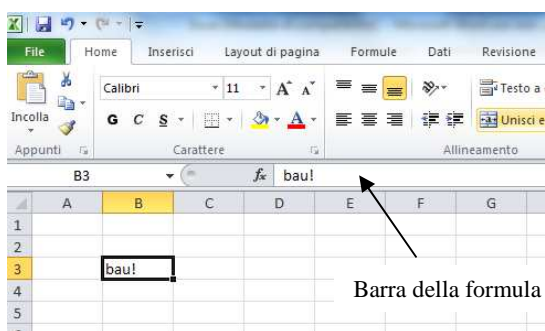 File Home Inserisci Layout di pagina Formule Dati Revisione
Calibri 11 A A Testo a
Incolla G C S A Unisci e
Appunti Carattere Allineamento
B3 fx bau!
A B C D E F G
1
2
3 bau!
4 Barra della formula
5